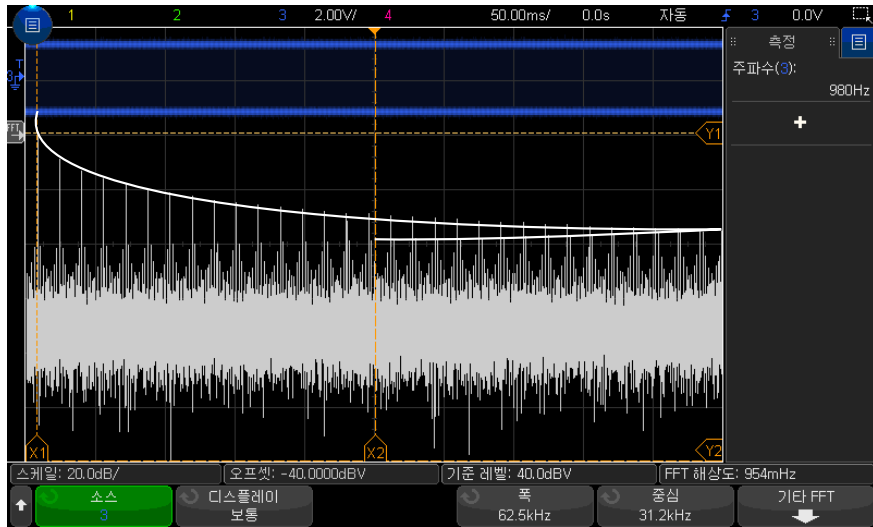 1 2 3 2.00V/ 4 50.00ms/ 0.0s 자동 3 0.0V
T
3
측정
주파수(3):
980Hz
+
FFT
Y1
X1
X2
Y2
스케일: 20.0dB/ 오프셋: -40.0000dBV 기준 레벨: 40.0dBV FFT 해상도: 954mHz
소스
3
디스플레이
보통
폭
62.5kHz
중심
31.2kHz
기타 FFT